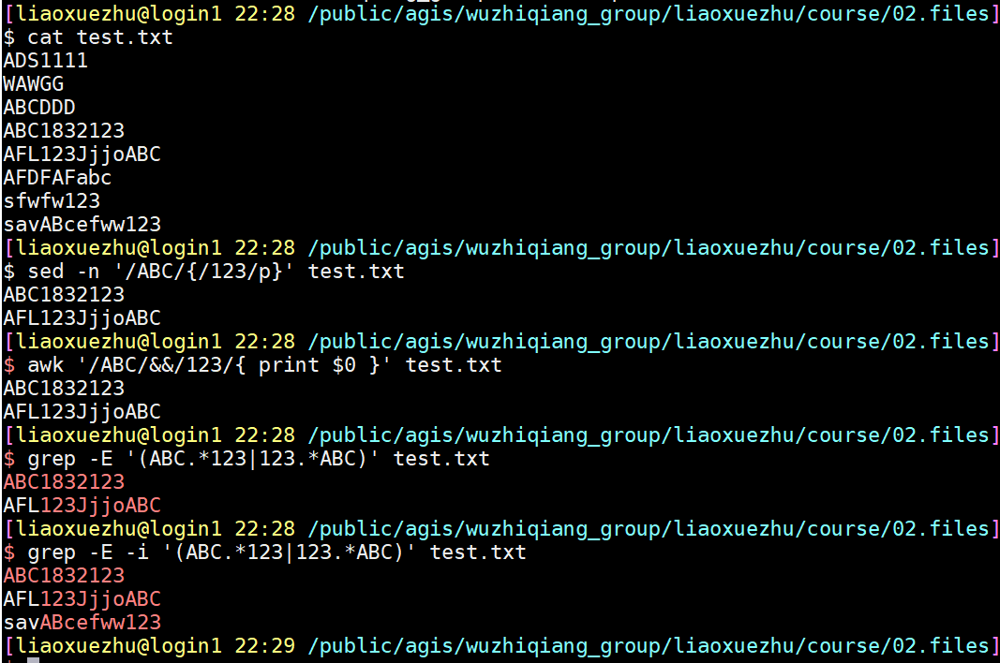 [liaoxuezhu@login1 22:28 /public/agis/wuzhiqiang_group/liaoxuezhu/course/02.files]
$ cat test.txt
ADS1111
WAWGG
ABCDDD
ABC1832123
AFL123JjjoABC
AFDFAFabc
sfwfw123
savABcefww123
[liaoxuezhu@login1 22:28 /public/agis/wuzhiqiang_group/liaoxuezhu/course/02.files]
$ sed -n '/ABC/{/123/p}' test.txt
ABC1832123
AFL123JjjoABC
[liaoxuezhu@login1 22:28 /public/agis/wuzhiqiang_group/liaoxuezhu/course/02.files]
$ awk '/ABC/&&/123/{ print $0 }' test.txt
ABC1832123
AFL123JjjoABC
[liaoxuezhu@login1 22:28 /public/agis/wuzhiqiang_group/liaoxuezhu/course/02.files]
$ grep -E '(ABC.*123|123.*ABC)' test.txt
ABC1832123
AFL123JjjoABC
[liaoxuezhu@login1 22:28 /public/agis/wuzhiqiang_group/liaoxuezhu/course/02.files]
$ grep -E -i '(ABC.*123|123.*ABC)' test.txt
ABC1832123
AFL123JjjoABC
savABcefww123
[liaoxuezhu@login1 22:29 /public/agis/wuzhiqiang_group/liaoxuezhu/course/02.files]